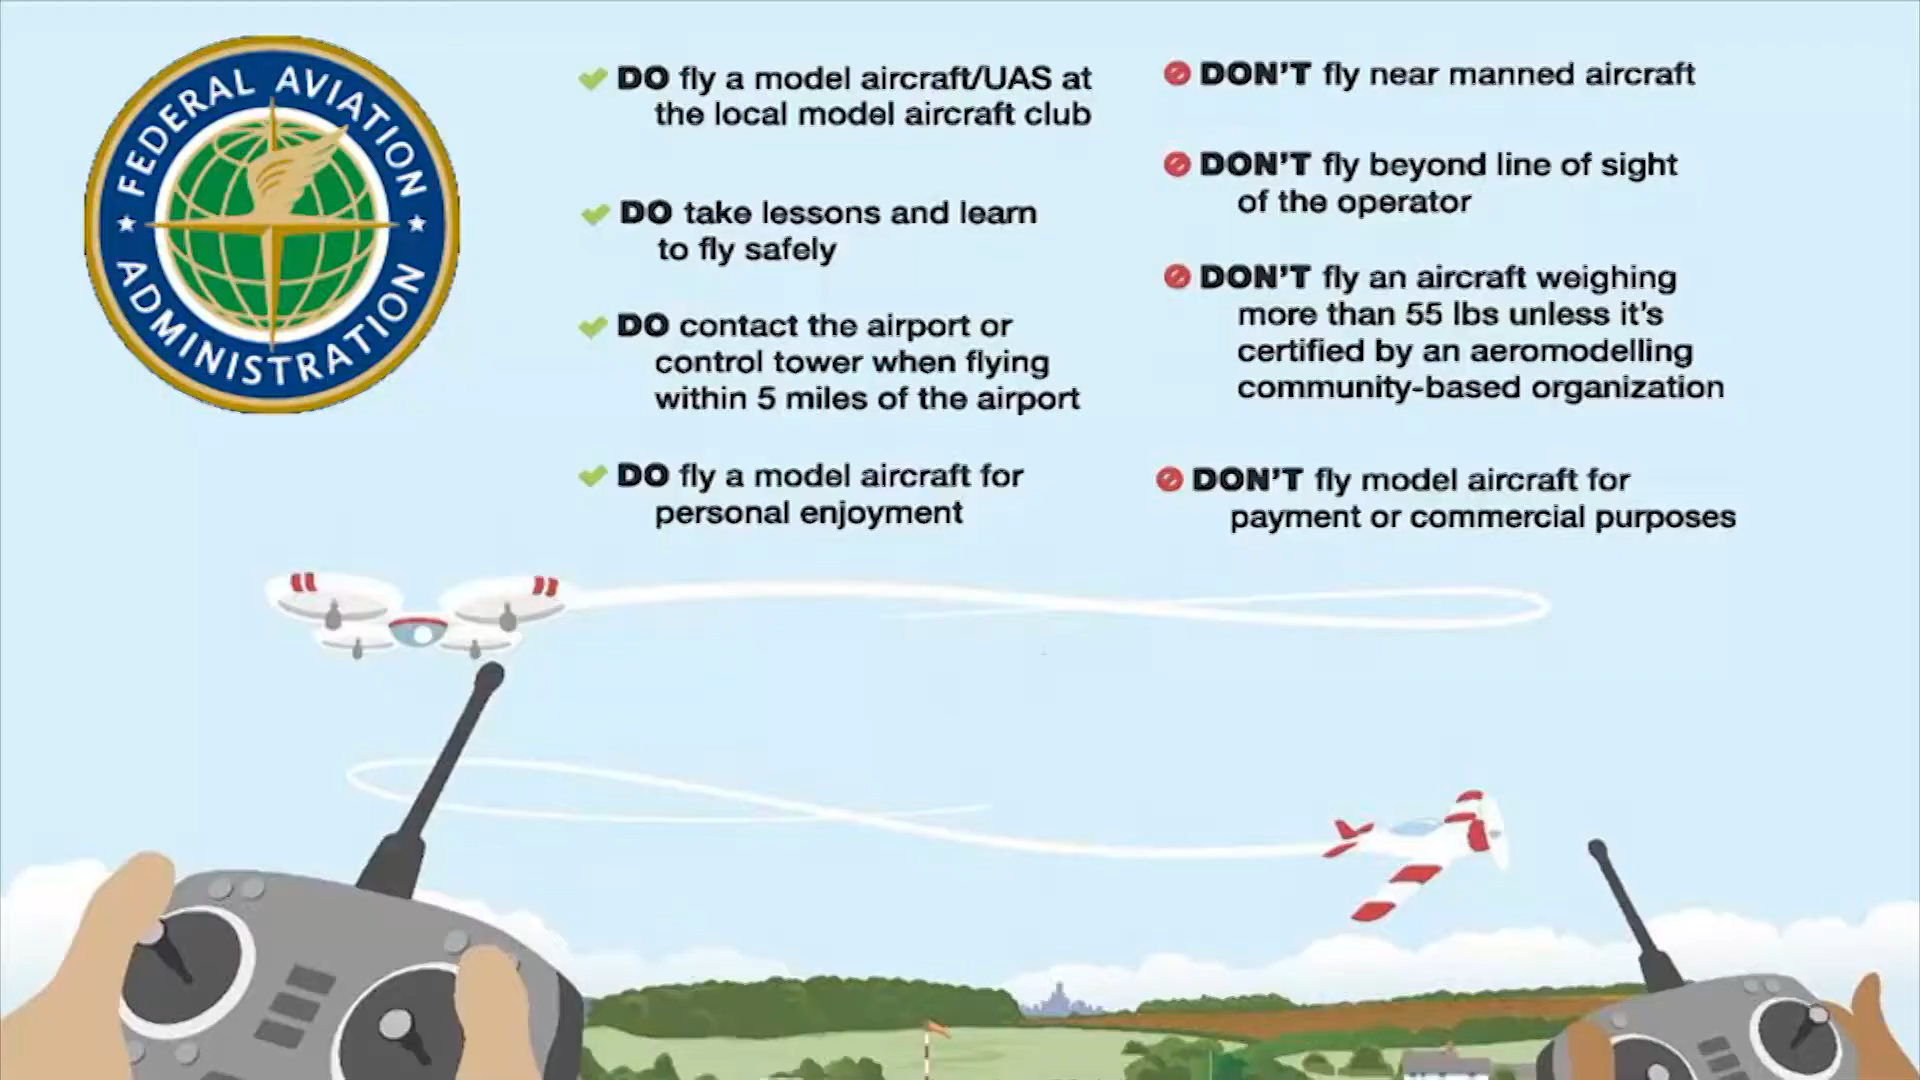 FEDERAL AVIATION
ADMINISTRATION
DO fly a model aircraft/UAS at
the local model aircraft club
DO take lessons and learn
to fly safely
DO contact the airport or
control tower when flying
within 5 miles of the airport
DO fly a model aircraft for
personal enjoyment
DON'T fly near manned aircraft
DON'T fly beyond line of sight
of the operator
DON'T fly an aircraft weighing
more than 55 lbs unless it's
certified by an aeromodelling
community-based organization
DON'T fly model aircraft for
payment or commercial purposes